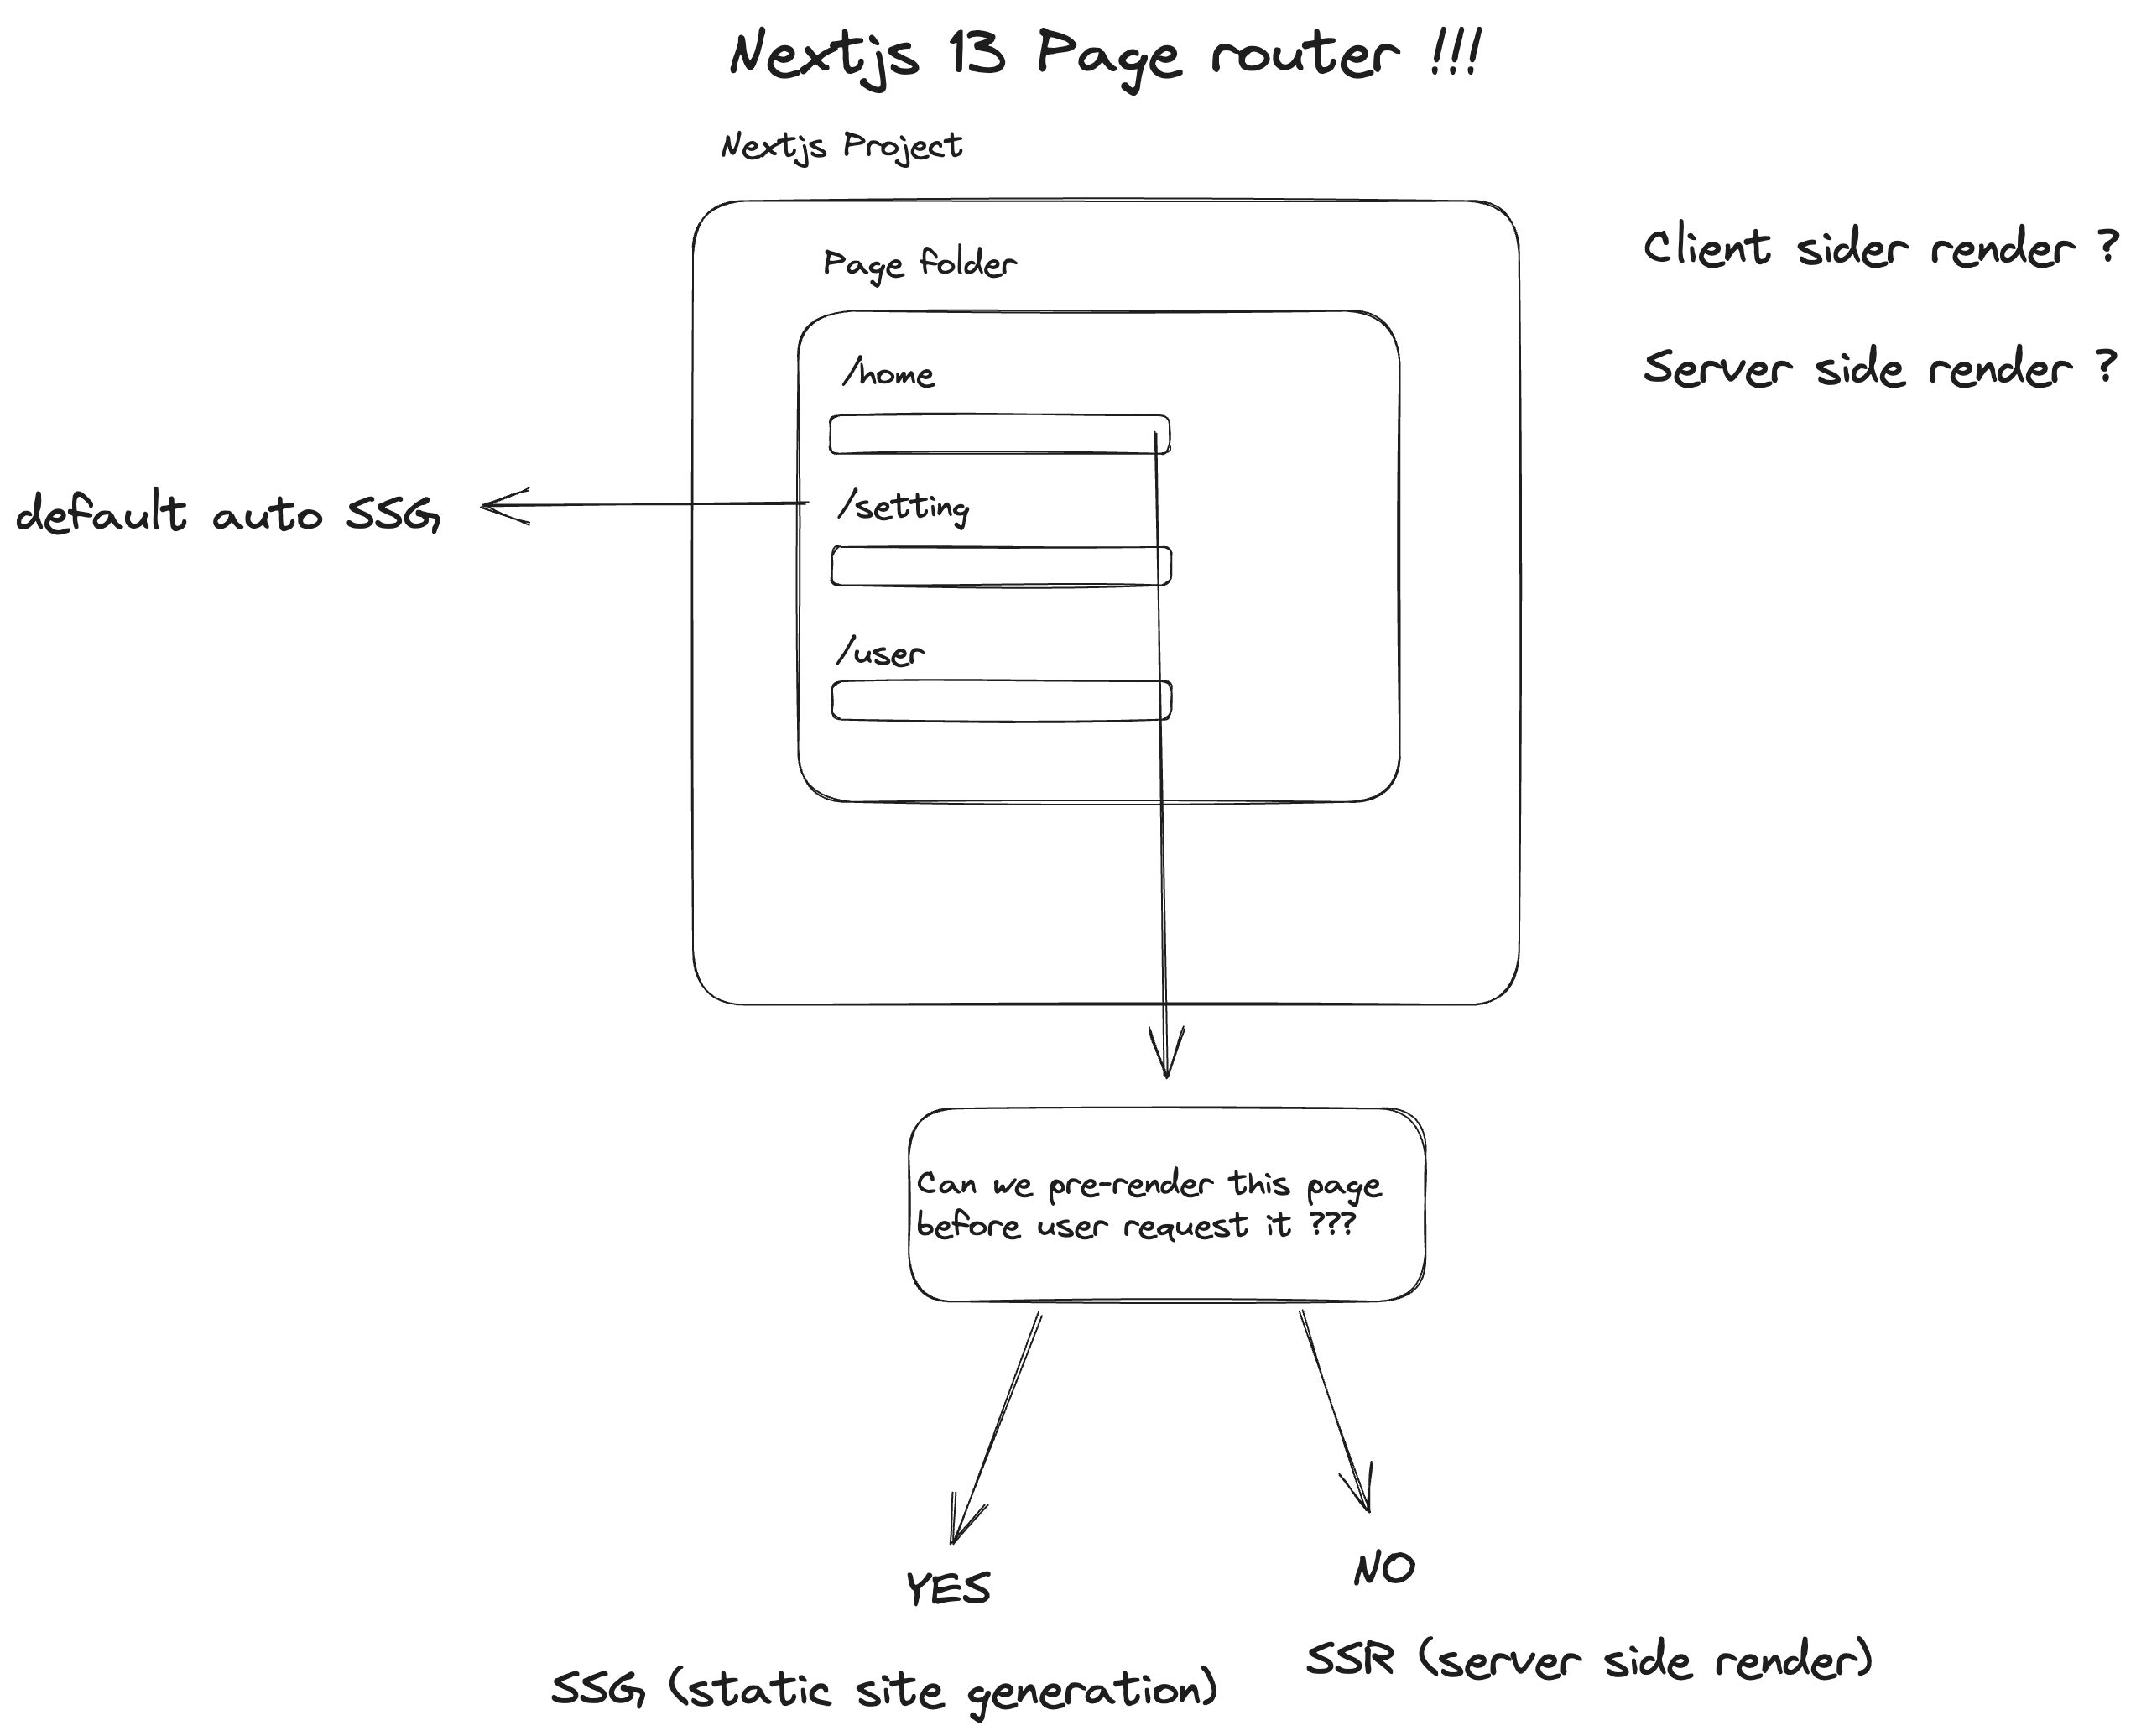 Nextjs 13 Page router !!!
Nextjs Project
Client sider render ?
Page folder
Server side render ?
/home
default auto SSG
/setting
/user
Can we pre-render this page
before user request it ???
YES
NO
SSG (static site generation)
SSR (server side render)